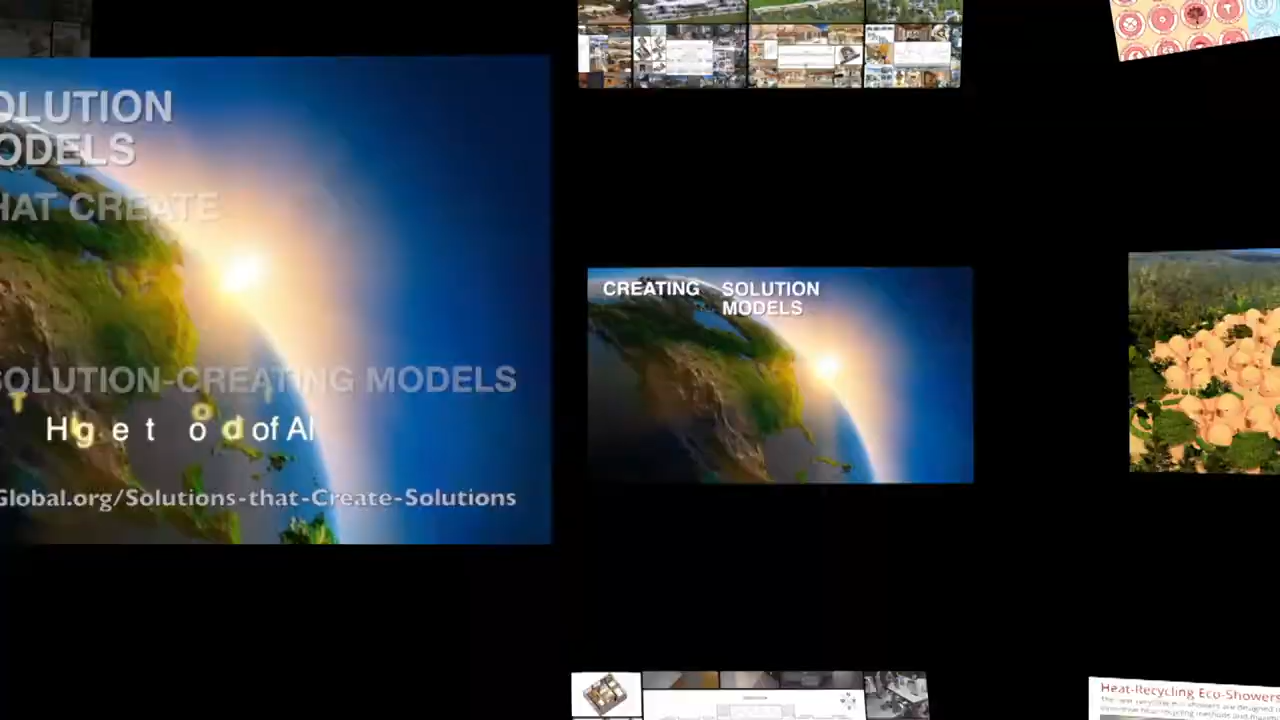 OLUTION
ODELS
HAT CREATE
SOLUTION-CREATING MODELS
Hg e t o d of Al
Global.org/Solutions-that-Create-Solutions
CREATING SOLUTION
MODELS
Heat-Recycling Eco-Showers